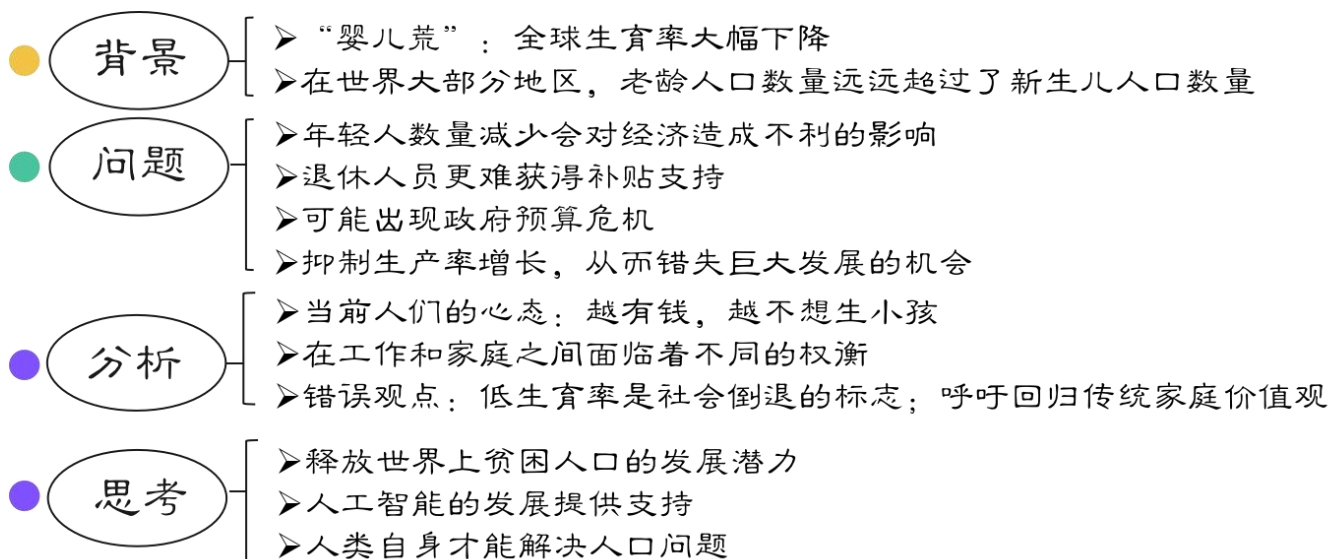 背景
➤“婴儿荒”：全球生育率大幅下降
➤在世界大部分地区，老龄人口数量远远超过了新生儿人口数量
问题
➤年轻人数量减少会对经济造成不利的影响
➤退休人员更难获得补贴支持
➤可能出现政府预算危机
➤抑制生产率增长，从而错失巨大发展的机会
分析
➤当前人们的心态：越有钱，越不想生小孩
➤在工作和家庭之间面临着不同的权衡
➤错误观点：低生育率是社会倒退的标志；呼吁回归传统家庭价值观
思考
➤释放世界上贫困人口的发展潜力
➤人工智能的发展提供支持
➤人类自身才能解决人口问题